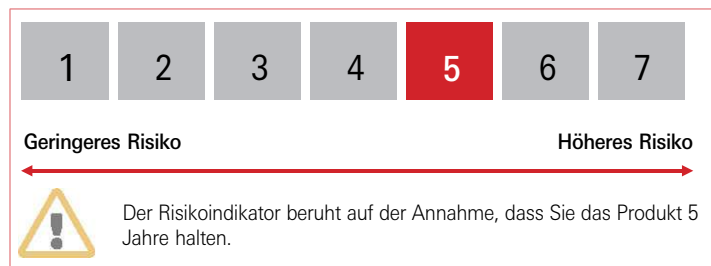 1 2 3 4 5 6 7
Geringeres Risiko Höheres Risiko
Der Risikoindikator beruht auf der Annahme, dass Sie das Produkt 5
Jahre halten.